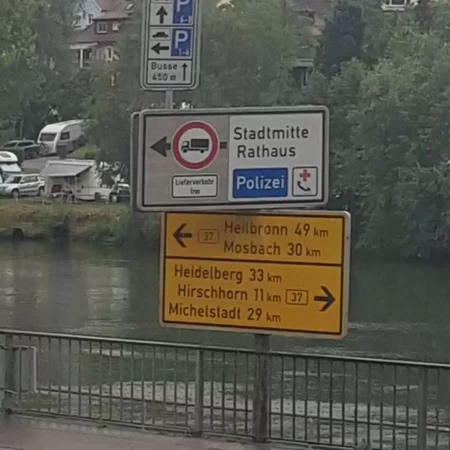 P
P
Busse
450 m
Stadtmitte
Rathaus
Lieferverkehr
frei
Polizei
37 Heilbronn 49 km
Mosbach 30 km
Heidelberg 33 km
Hirschhorn 11 km 37
Michelstadt 29 km